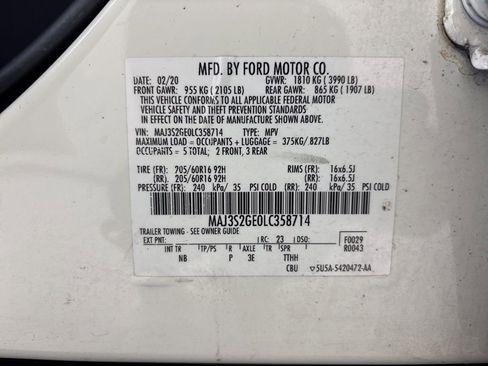 MFD. BY FORD MOTOR CO.
02/20 GVWR: 1810 KG ( 3990 LB)
FRONT GAWR: 955 KG ( 2105 LB) REAR GAWR: 865 KG ( 1907 LB)
THIS VEHICLE CONFORMS TO ALL APPLICABLE FEDERAL MOTOR
VEHICLE SAFETY AND THEFT PREVENTION STANDARDS
IN EFFECT ON THE DATE OF MANUFACTURE SHOWN ABOVE
VIN: MAJ3S2GE0LC358714 TYPE: MPV
MAXIMUM LOAD = OCCUPANTS + LUGGAGE = 375KG/827LB
OCCUPANTS = 5 TOTAL; 2 FRONT, 3 REAR
TIRE (FR): 205/60R16 92H RIMS (FR): 16x6.5J
(RR): 205/60R16 92H (RR): 16x6.5J
PRESSURE (FR): 240 kPa/ 35 PSI COLD (RR): 240 kPa/ 35 PSI COLD
MAJ3S2GE0LC358714
TRAILER TOWING - SEE OWNER GUIDE
EXT PNT: RC: 23 DSO: F0029
INT TR TP/PS R AXLE TR SPR R0043
NB P 3E TTHH
CBU ▽5U5A-5420472-AA